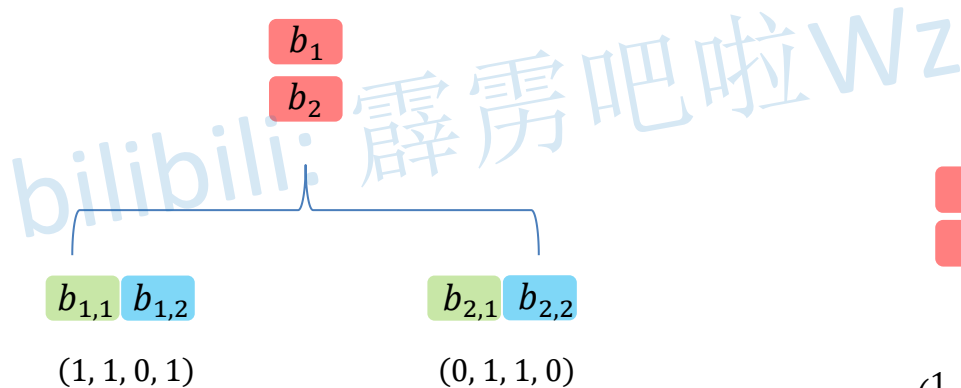 b₁
b₂
bilibili: 霹雳吧啦Wz
b₁,₁ b₁,₂ b₂,₁ b₂,₂
(1, 1, 0, 1) (0, 1, 1, 0)
(1